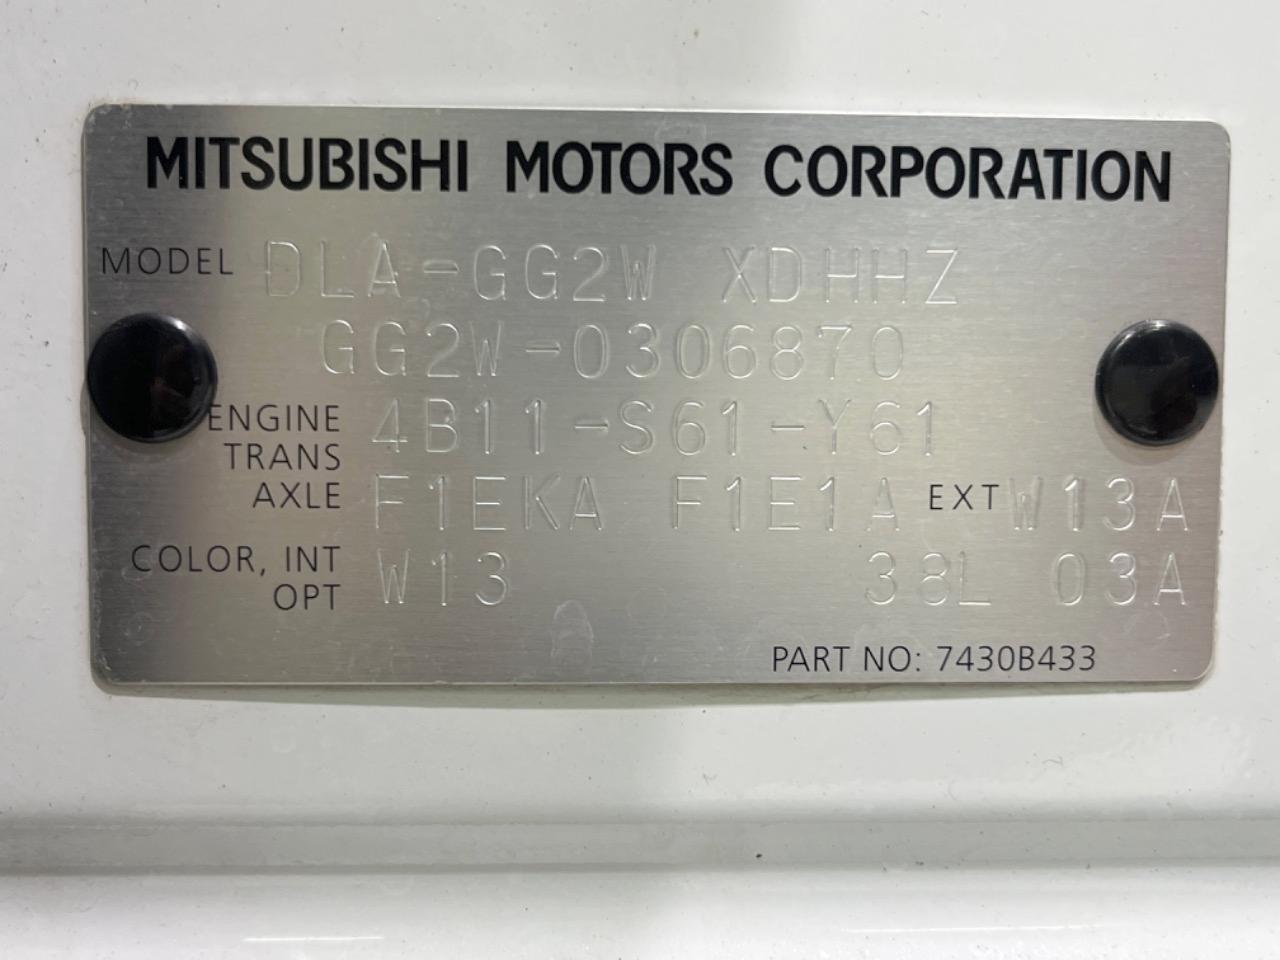 MITSUBISHI MOTORS CORPORATION
MODEL DLA-GG2W XDHHZ
GG2W-0306870
ENGINE 4B11-S61-Y61
TRANS
AXLE F1EKA F1E1A EXT W13A
COLOR, INT
OPT W13 38L 03A
PART NO: 7430B433